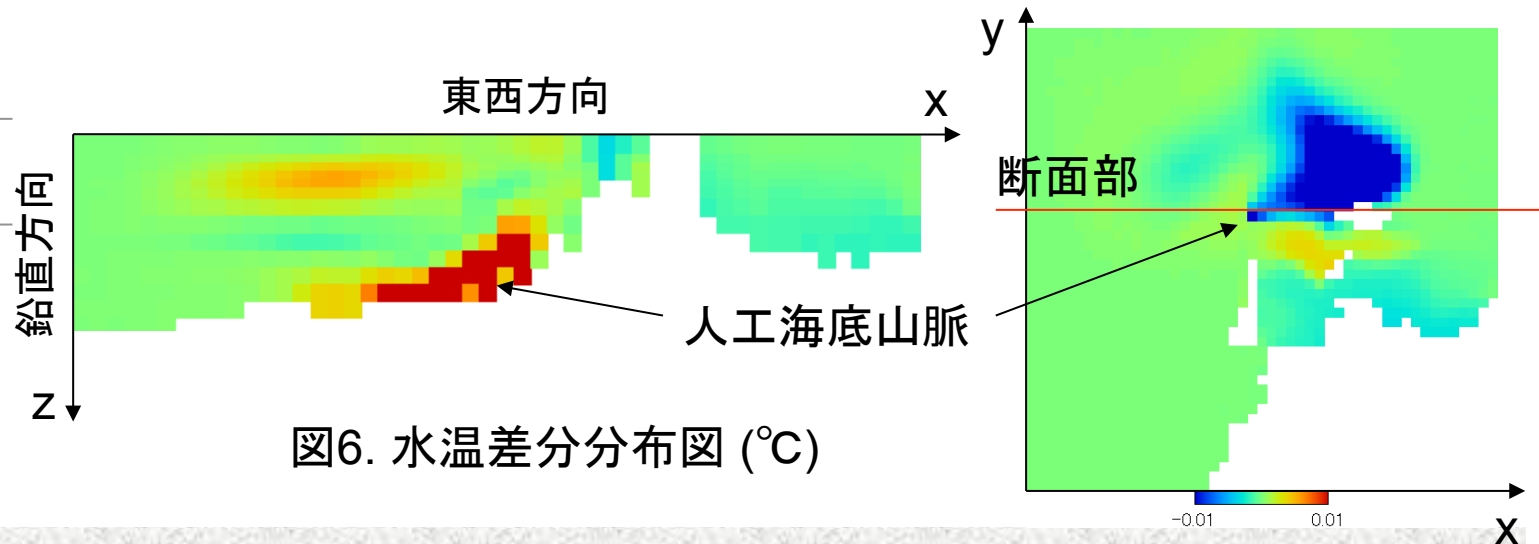 東西方向
x
鉛直方向
z
人工海底山脈
図6. 水温差分分布図 (℃)
y
断面部
-0.01
0.01
x